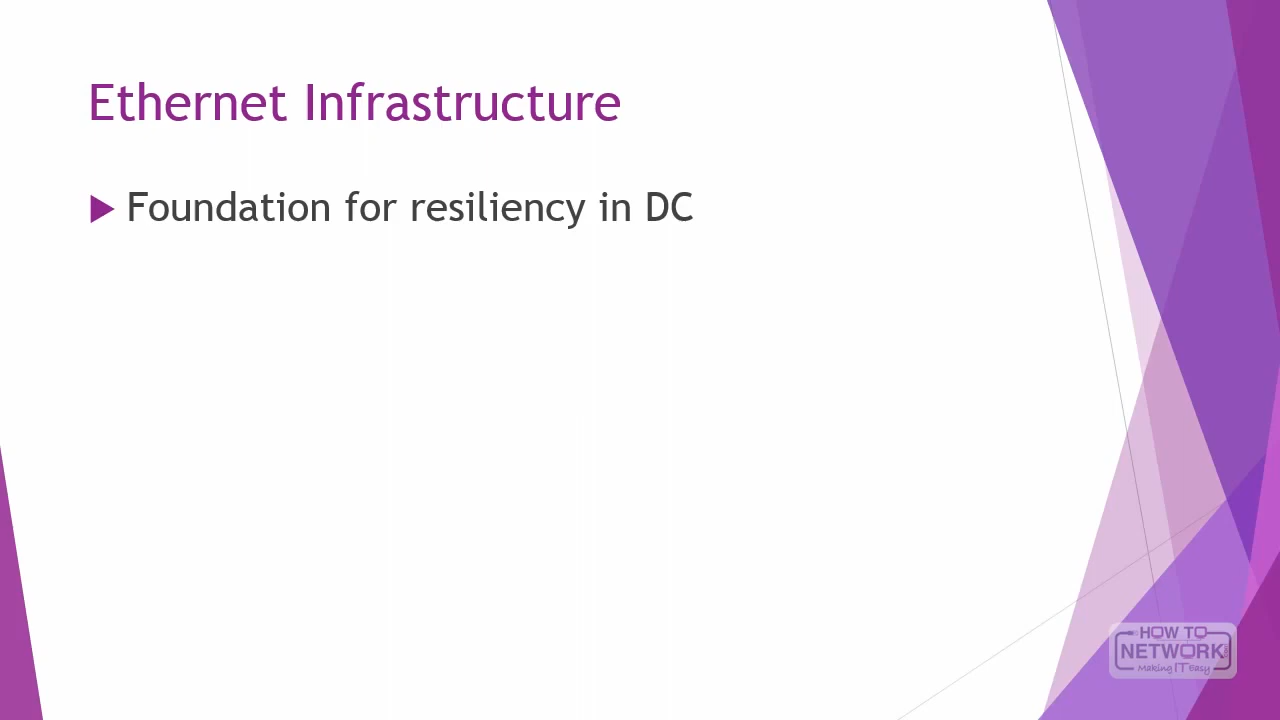 Ethernet Infrastructure
Foundation for resiliency in DC
HOW TO
NETWORK
Making IT Easy